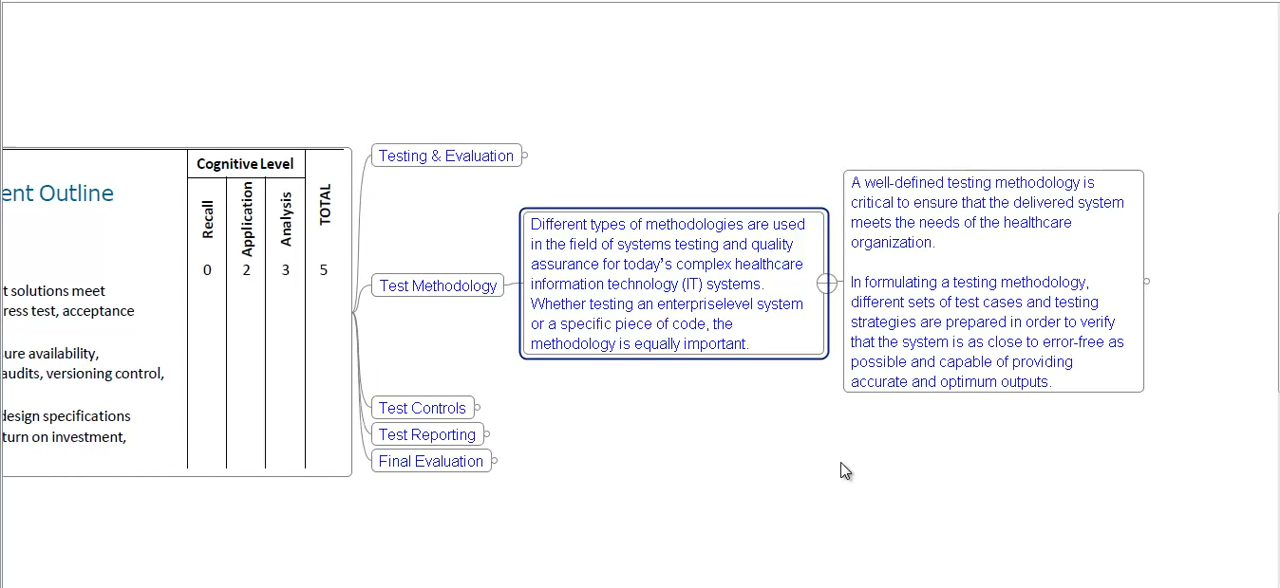 Cognitive Level
ent Outline
Recall
Application
Analysis
TOTAL
0 2 3 5
t solutions meet
ress test, acceptance
ure availability,
audits, versioning control,
design specifications
turn on investment,
Testing & Evaluation
Test Methodology
Different types of methodologies are used
in the field of systems testing and quality
assurance for today's complex healthcare
information technology (IT) systems.
Whether testing an enterpriselevel system
or a specific piece of code, the
methodology is equally important.
A well-defined testing methodology is
critical to ensure that the delivered system
meets the needs of the healthcare
organization.
In formulating a testing methodology,
different sets of test cases and testing
strategies are prepared in order to verify
that the system is as close to error-free as
possible and capable of providing
accurate and optimum outputs.
Test Controls
Test Reporting
Final Evaluation